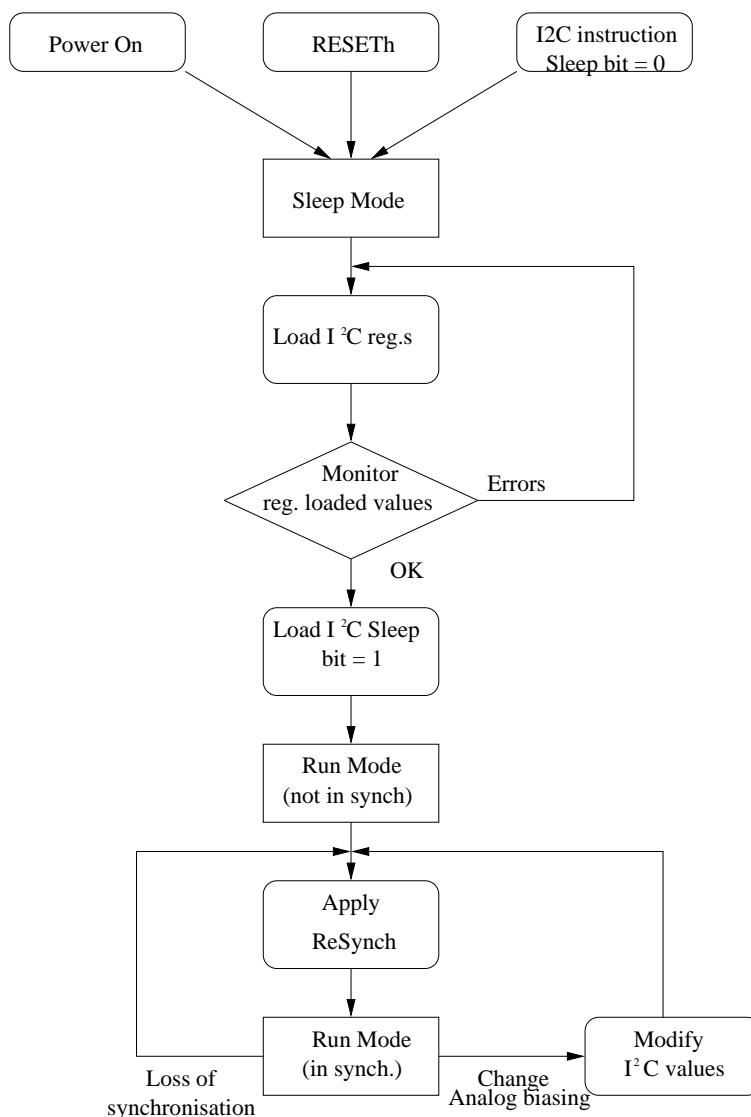 Power On
RESETh
I2C instruction
Sleep bit = 0
Sleep Mode
Load I ²C reg.s
Monitor
reg. loaded values
Errors
OK
Load I ²C Sleep
bit = 1
Run Mode
(not in synch)
Apply
ReSynch
Run Mode
(in synch.)
Loss of
synchronisation
Change
Analog biasing
Modify
I² C values